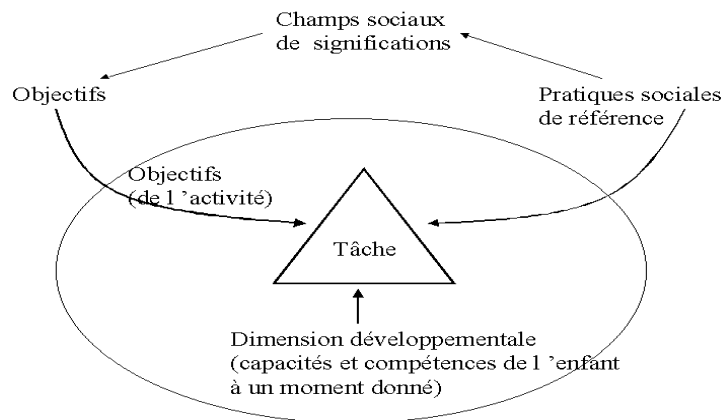 Champs sociaux
de significations
Objectifs
Pratiques sociales
de référence
Objectifs
(de l ’activité)
Tâche
Dimension développementale
(capacités et compétences de l ’enfant
à un moment donné)